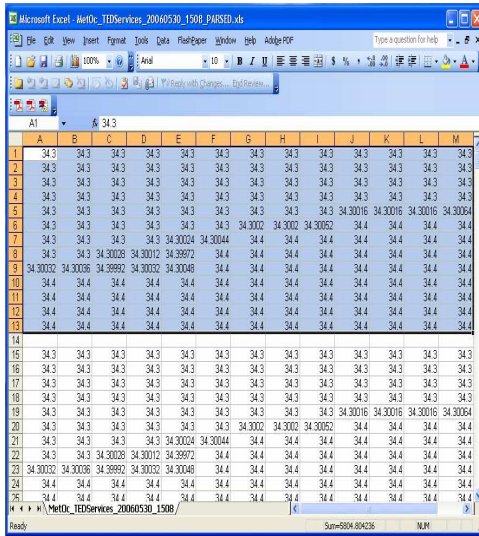 Microsoft Excel - MetOc_TEDServices_20060530_1508_PARSED.xls
File Edit View Insert Format Tools Data FlashPaper Window Help Adobe PDF Type a question for help
100% Arial 10 B I U $ %
Reply with Changes... End Review...
A1 fx 34.3
A B C D E F G H I J K L M
1 34.3 34.3 34.3 34.3 34.3 34.3 34.3 34.3 34.3 34.3 34.3 34.3 34.3
2 34.3 34.3 34.3 34.3 34.3 34.3 34.3 34.3 34.3 34.3 34.3 34.3 34.3
3 34.3 34.3 34.3 34.3 34.3 34.3 34.3 34.3 34.3 34.3 34.3 34.3 34.3
4 34.3 34.3 34.3 34.3 34.3 34.3 34.3 34.3 34.3 34.3 34.3 34.3 34.3
5 34.3 34.3 34.3 34.3 34.3 34.3 34.3 34.3 34.3 34.30016 34.30016 34.30016 34.30064
6 34.3 34.3 34.3 34.3 34.3 34.3 34.3002 34.3002 34.30052 34.4 34.4 34.4 34.4
7 34.3 34.3 34.3 34.3 34.30024 34.30044 34.4 34.4 34.4 34.4 34.4 34.4 34.4
8 34.3 34.3 34.30028 34.30012 34.39972 34.4 34.4 34.4 34.4 34.4 34.4 34.4 34.4
9 34.30032 34.30036 34.39992 34.30032 34.30048 34.4 34.4 34.4 34.4 34.4 34.4 34.4 34.4
10 34.4 34.4 34.4 34.4 34.4 34.4 34.4 34.4 34.4 34.4 34.4 34.4 34.4
11 34.4 34.4 34.4 34.4 34.4 34.4 34.4 34.4 34.4 34.4 34.4 34.4 34.4
12 34.4 34.4 34.4 34.4 34.4 34.4 34.4 34.4 34.4 34.4 34.4 34.4 34.4
13 34.4 34.4 34.4 34.4 34.4 34.4 34.4 34.4 34.4 34.4 34.4 34.4 34.4
14
15 34.3 34.3 34.3 34.3 34.3 34.3 34.3 34.3 34.3 34.3 34.3 34.3 34.3
16 34.3 34.3 34.3 34.3 34.3 34.3 34.3 34.3 34.3 34.3 34.3 34.3 34.3
17 34.3 34.3 34.3 34.3 34.3 34.3 34.3 34.3 34.3 34.3 34.3 34.3 34.3
18 34.3 34.3 34.3 34.3 34.3 34.3 34.3 34.3 34.3 34.3 34.3 34.3 34.3
19 34.3 34.3 34.3 34.3 34.3 34.3 34.3 34.3 34.3 34.30016 34.30016 34.30016 34.30064
20 34.3 34.3 34.3 34.3 34.3 34.3 34.3002 34.3002 34.30052 34.4 34.4 34.4 34.4
21 34.3 34.3 34.3 34.3 34.30024 34.30044 34.4 34.4 34.4 34.4 34.4 34.4 34.4
22 34.3 34.3 34.30028 34.30012 34.39972 34.4 34.4 34.4 34.4 34.4 34.4 34.4 34.4
23 34.30032 34.30036 34.39992 34.30032 34.30048 34.4 34.4 34.4 34.4 34.4 34.4 34.4 34.4
24 34.4 34.4 34.4 34.4 34.4 34.4 34.4 34.4 34.4 34.4 34.4 34.4 34.4
25 34.4 34.4 34.4 34.4 34.4 34.4 34.4 34.4 34.4 34.4 34.4 34.4 34.4
MetOc_TEDServices_20060530_1508
Ready Sum=5804.804236 NUM